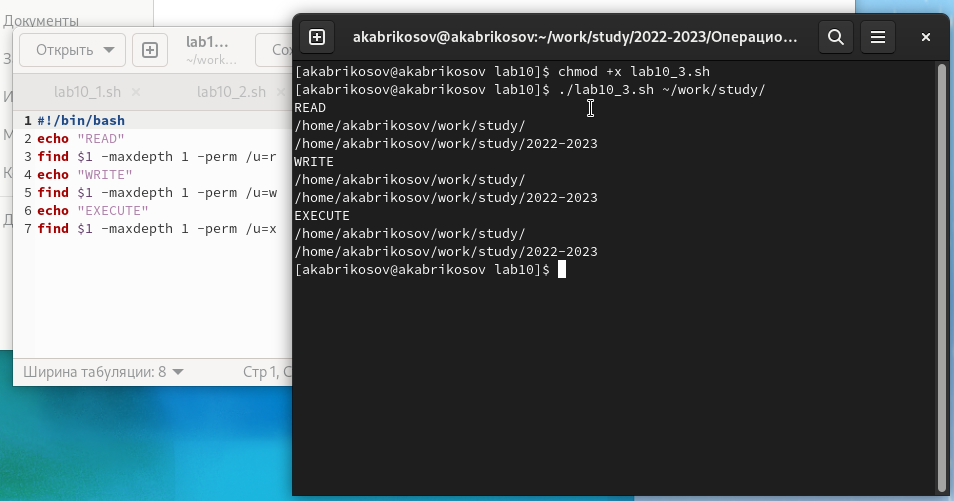 Документы
З
И
М
К
Д
Открыть
lab1...
~/work...
Сох
lab10_1.sh
lab10_2.sh
1 #!/bin/bash
2 echo "READ"
3 find $1 -maxdepth 1 -perm /u=r
4 echo "WRITE"
5 find $1 -maxdepth 1 -perm /u=w
6 echo "EXECUTE"
7 find $1 -maxdepth 1 -perm /u=x
Ширина табуляции: 8
Стр 1, С
akabrikosov@akabrikosov:~/work/study/2022-2023/Операцио...
[akabrikosov@akabrikosov lab10]$ chmod +x lab10_3.sh
[akabrikosov@akabrikosov lab10]$ ./lab10_3.sh ~/work/study/
READ
/home/akabrikosov/work/study/
/home/akabrikosov/work/study/2022-2023
WRITE
/home/akabrikosov/work/study/
/home/akabrikosov/work/study/2022-2023
EXECUTE
/home/akabrikosov/work/study/
/home/akabrikosov/work/study/2022-2023
[akabrikosov@akabrikosov lab10]$